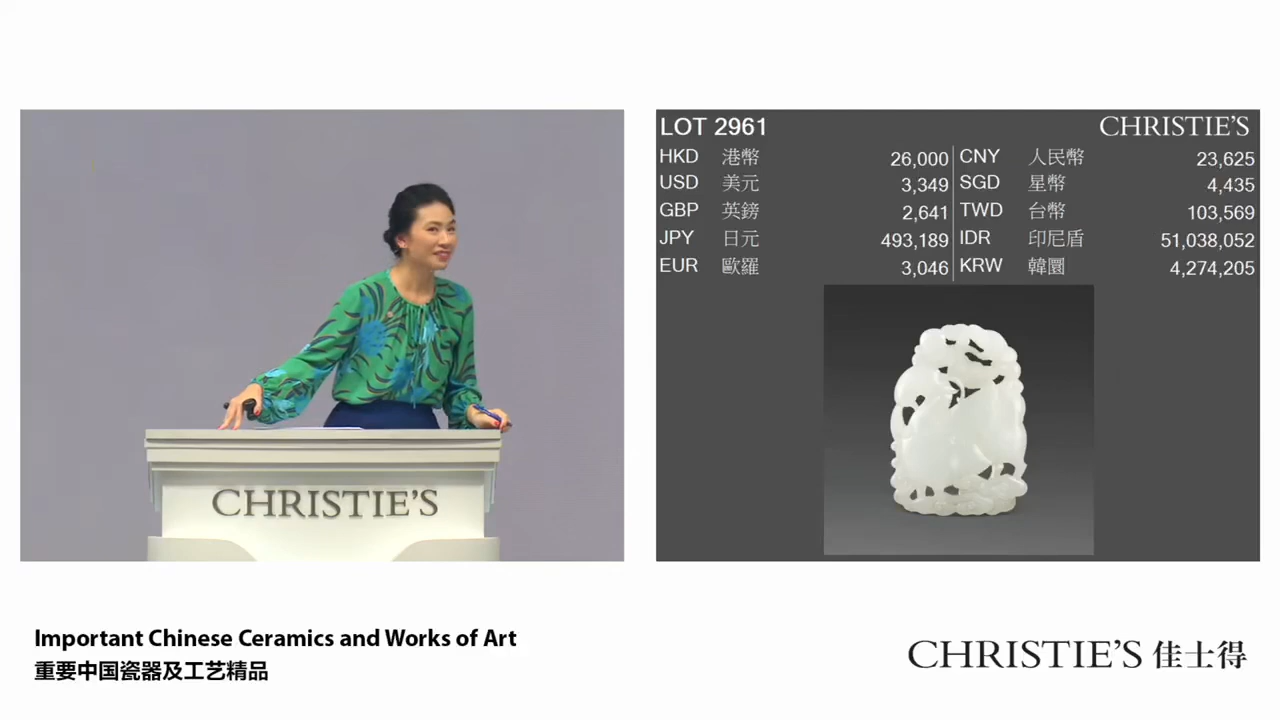 CHRISTIE'S
LOT 2961 CHRISTIE'S
HKD 港幣 26,000 CNY 人民幣 23,625
USD 美元 3,349 SGD 星幣 4,435
GBP 英鎊 2,641 TWD 台幣 103,569
JPY 日元 493,189 IDR 印尼盾 51,038,052
EUR 歐羅 3,046 KRW 韓圜 4,274,205
Important Chinese Ceramics and Works of Art
重要中国瓷器及工艺精品
CHRISTIE'S 佳士得